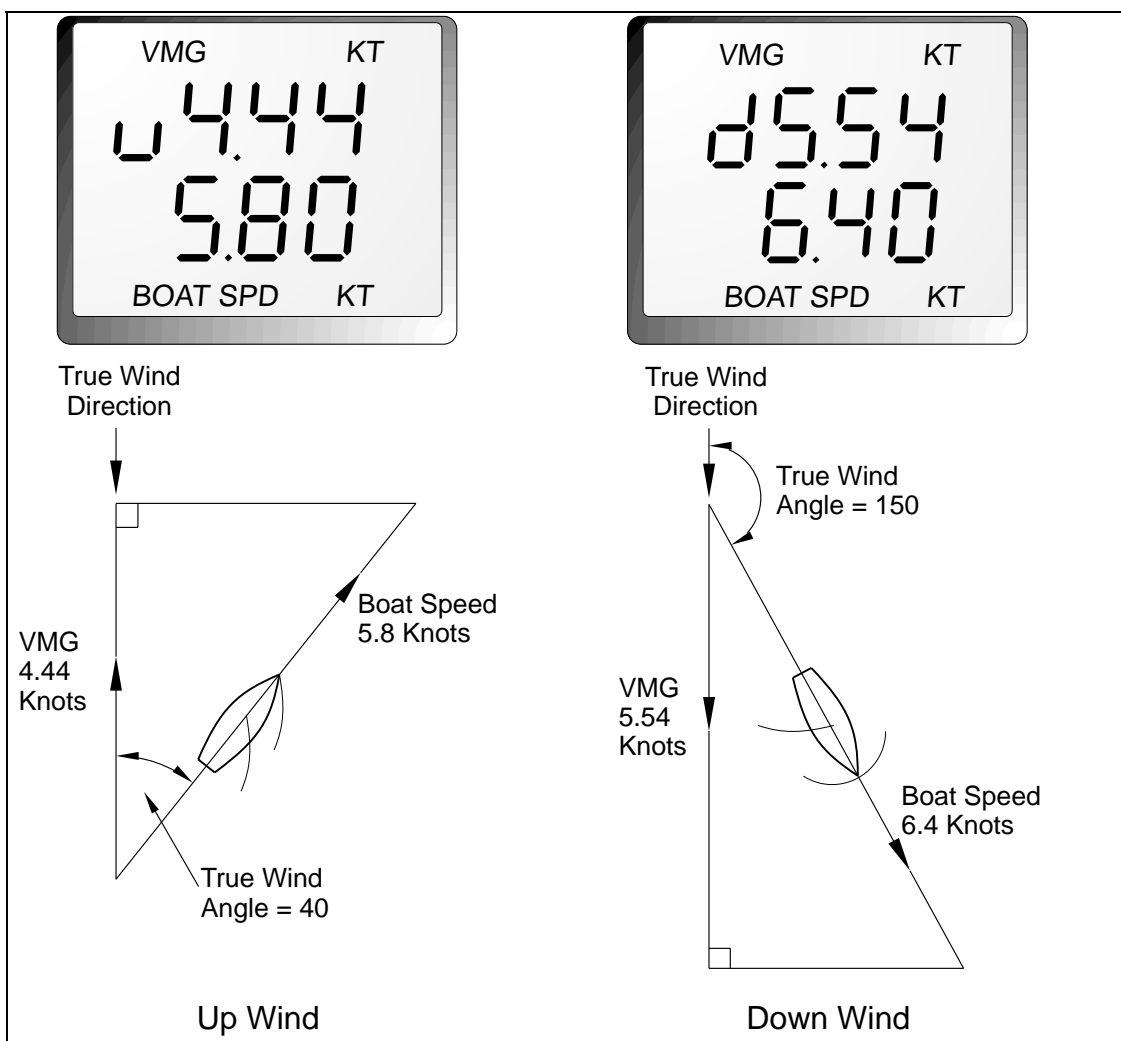 VMG KT
u4.44
5.80
BOAT SPD KT
True Wind
Direction
VMG
4.44
Knots
Boat Speed
5.8 Knots
True Wind
Angle = 40
Up Wind
VMG KT
d5.54
6.40
BOAT SPD KT
True Wind
Direction
True Wind
Angle = 150
VMG
5.54
Knots
Boat Speed
6.4 Knots
Down Wind